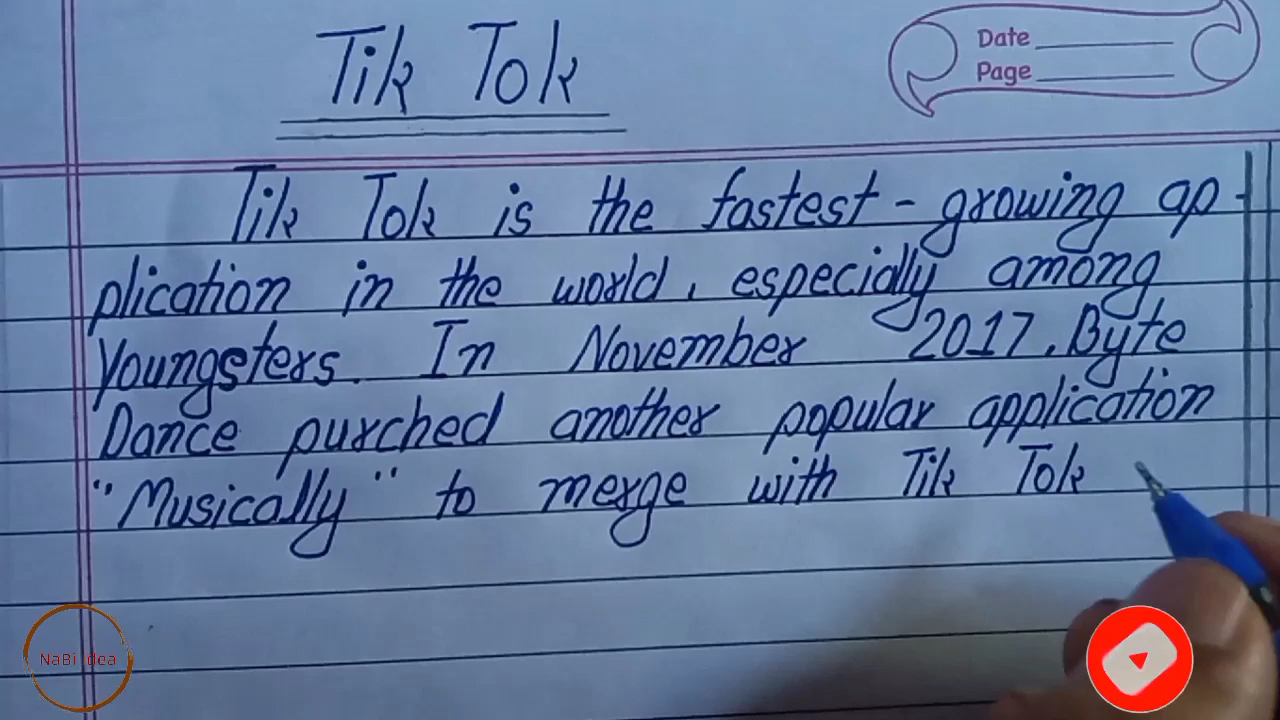 Tik Tok
Date
Page
Tik Tok is the fastest-growing ap-
plication in the world, especially among
Youngsters. In November 2017. Byte
Dance purched another popular application
"Musically" to merge with Tik Tok
NaBi Idea